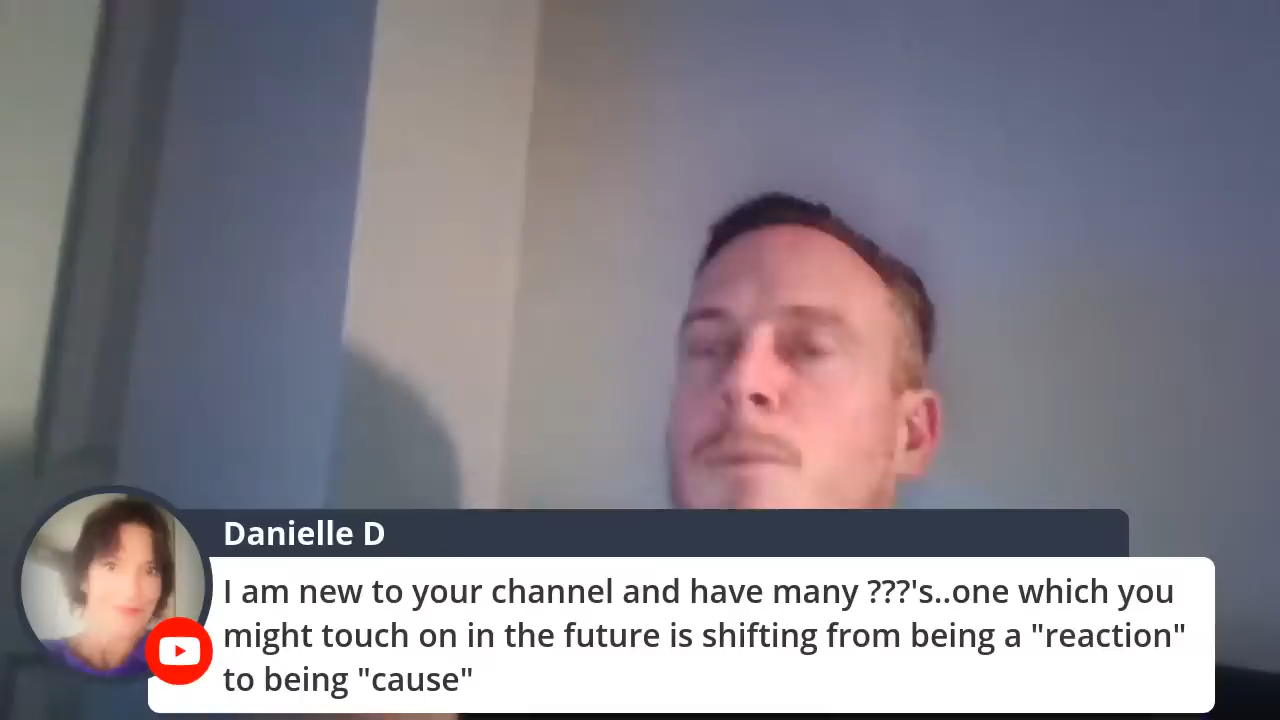 Danielle D
I am new to your channel and have many ???'s..one which you
might touch on in the future is shifting from being a "reaction"
to being "cause"